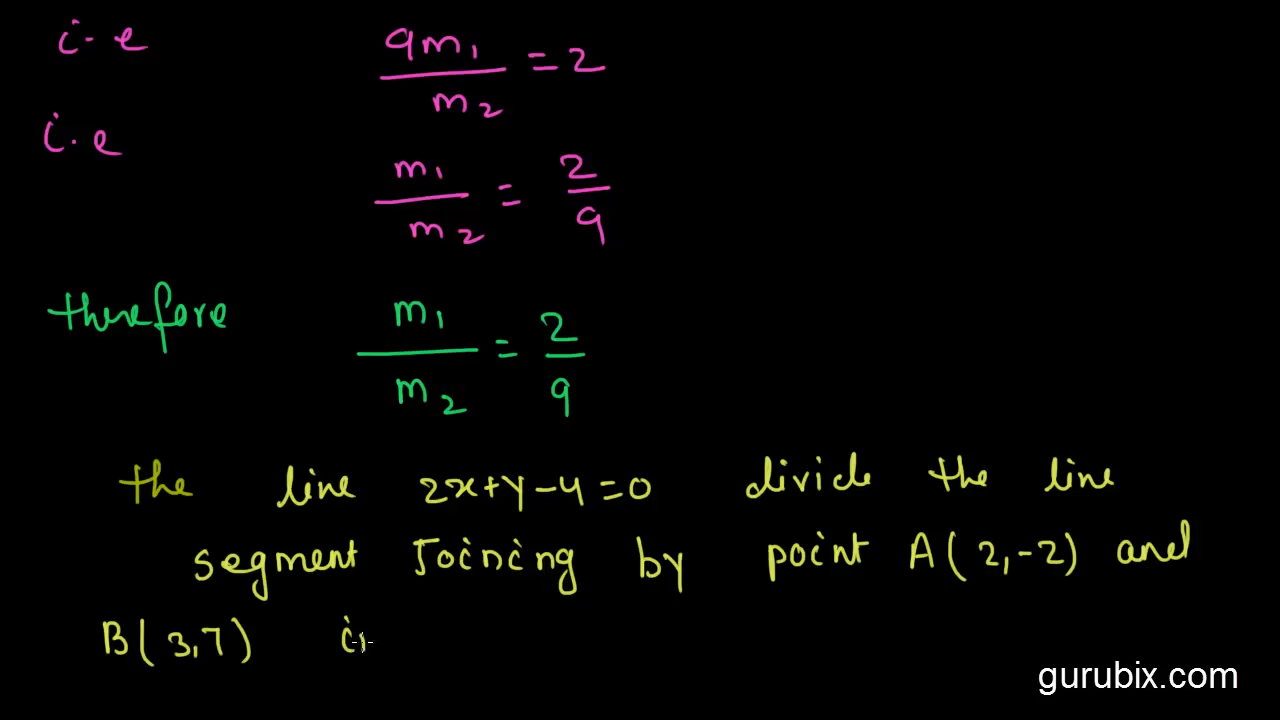 i.e 9m₁/m₂ = 2
i.e m₁/m₂ = 2/9
therefore m₁/m₂ = 2/9
the line 2x+y-4=0 divide the line
segment Joining by point A(2,-2) and
B(3,7)
gurubix.com